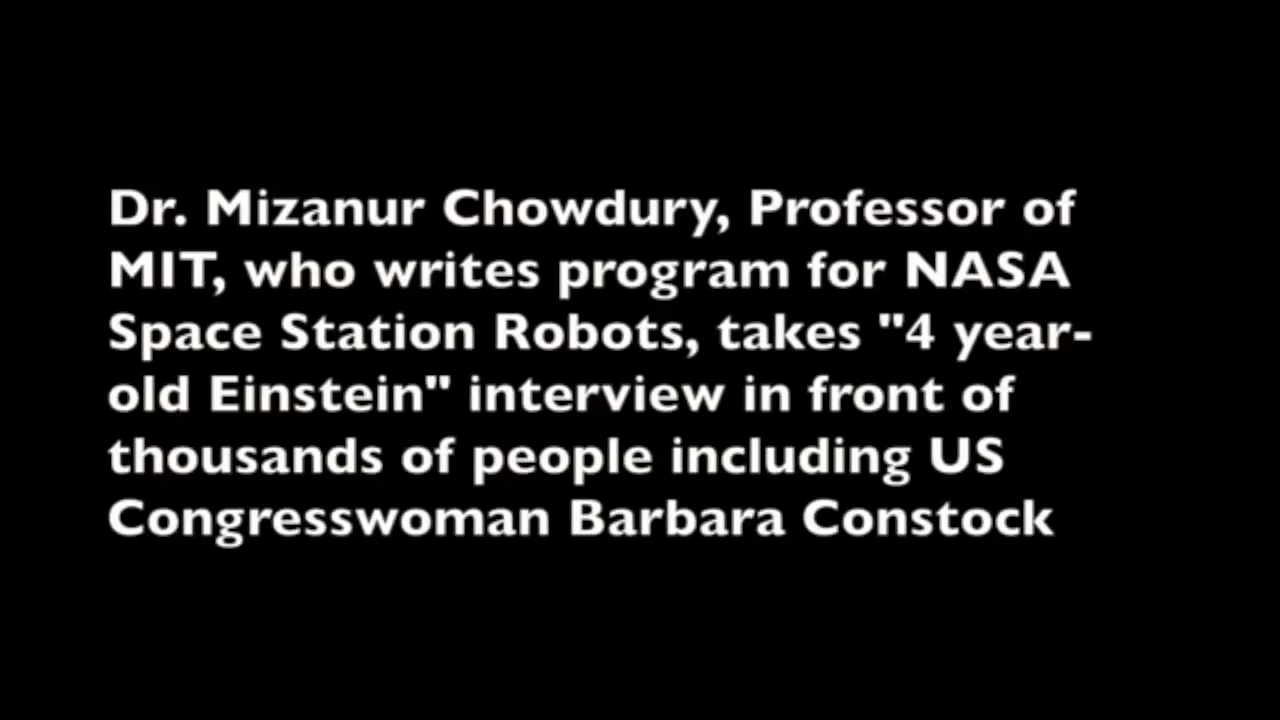 Dr. Mizanur Chowdury, Professor of
MIT, who writes program for NASA
Space Station Robots, takes "4 year-
old Einstein" interview in front of
thousands of people including US
Congresswoman Barbara Constock